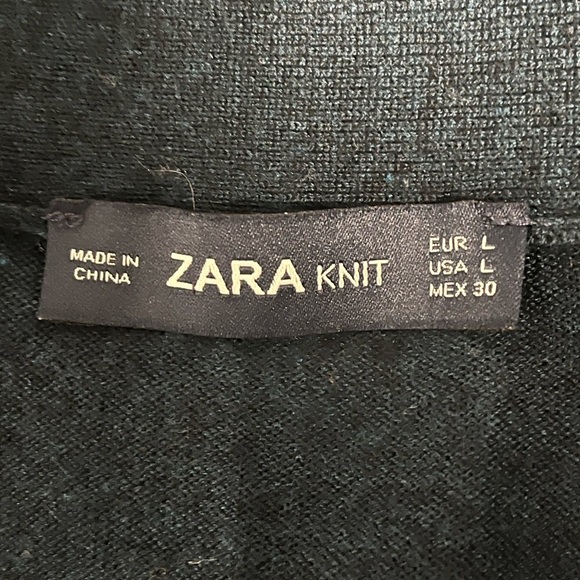 MADE IN
CHINA
ZARA KNIT
EUR L
USA L
MEX 30